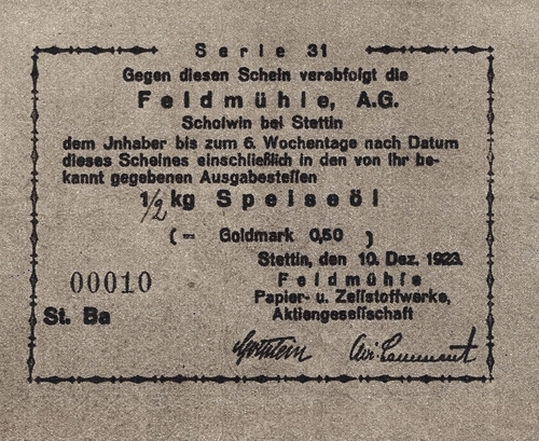 Serie 31
Gegen diesen Schein verabfolgt die
Feldmühle, A.G.
Scholwin bei Stettin
dem Jnhaber bis zum 6. Wochentage nach Datum
dieses Scheines einschließlich in den von ihr be-
kannt gegebenen Ausgabestellen
1/2 kg Speiseöl
(= Goldmark 0,50 )
Stettin, den 10. Dez. 1923.
00010
Feldmühle
Papier- u. Zellstoffwerke,
St. Ba
Aktiengesellschaft